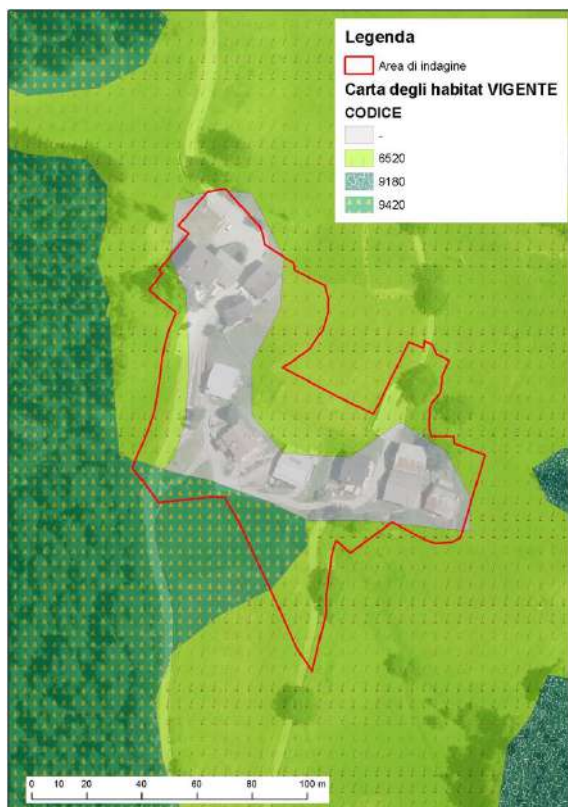 Legenda
Area di indagine
Carta degli habitat VIGENTE
CODICE
-
6520
9180
9420
0 10 20 40 60 80 100 m